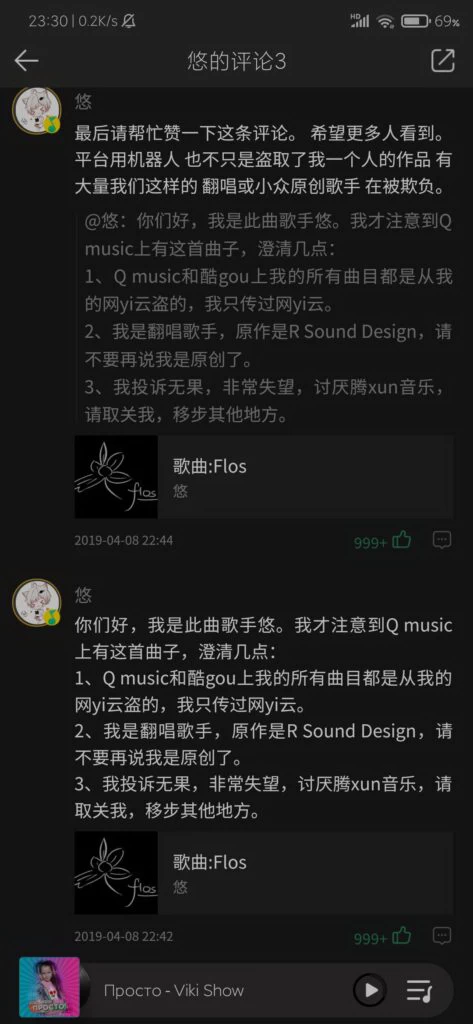 23:30 | 0.2K/s
HD 69%
悠的评论3
悠
最后请帮忙赞一下这条评论。 希望更多人看到。
平台用机器人 也不只是盗取了我一个人的作品 有
大量我们这样的 翻唱或小众原创歌手 在被欺负。
@悠：你们好，我是此曲歌手悠。我才注意到Q
music上有这首曲子，澄清几点：
1、Q music和酷gou上我的所有曲目都是从我
的网yi云盗的，我只传过网yi云。
2、我是翻唱歌手，原作是R Sound Design，请
不要再说我是原创了。
3、我投诉无果，非常失望，讨厌腾xun音乐，
请取关我，移步其他地方。
flos
歌曲:Flos
悠
2019-04-08 22:44
999+
悠
你们好，我是此曲歌手悠。我才注意到Q music
上有这首曲子，澄清几点：
1、Q music和酷gou上我的所有曲目都是从我的
网yi云盗的，我只传过网yi云。
2、我是翻唱歌手，原作是R Sound Design，请
不要再说我是原创了。
3、我投诉无果，非常失望，讨厌腾xun音乐，请
取关我，移步其他地方。
flos
歌曲:Flos
悠
2019-04-08 22:42
999+
ПРОСТО
Просто - Viki Show